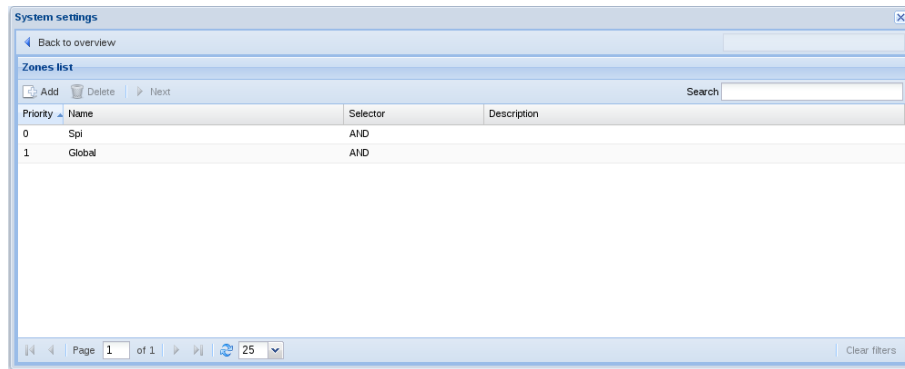 System settings
Back to overview
Zones list
Add Delete Next Search
Priority Name Selector Description
0 Spi AND
1 Global AND
Page 1 of 1 25 Clear filters